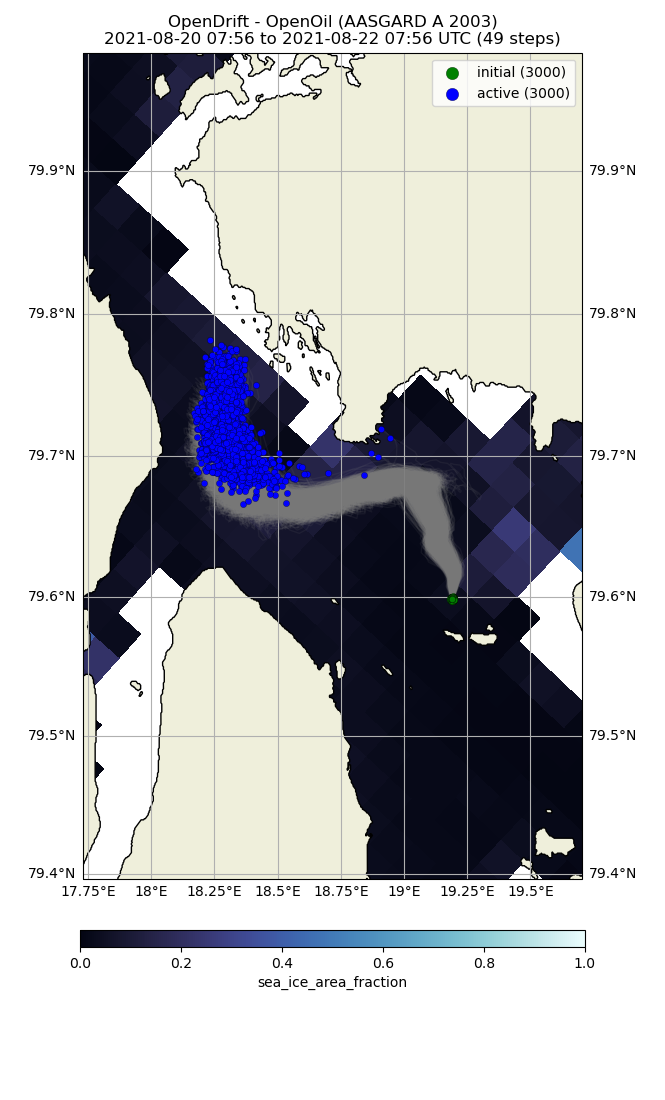 OpenDrift - OpenOil (AASGARD A 2003)
2021-08-20 07:56 to 2021-08-22 07:56 UTC (49 steps)
initial (3000)
active (3000)
79.9°N 79.9°N
79.8°N 79.8°N
79.7°N 79.7°N
79.6°N 79.6°N
79.5°N 79.5°N
79.4°N 79.4°N
17.75°E 18°E 18.25°E 18.5°E 18.75°E 19°E 19.25°E 19.5°E
0.0 0.2 0.4 0.6 0.8 1.0
sea_ice_area_fraction